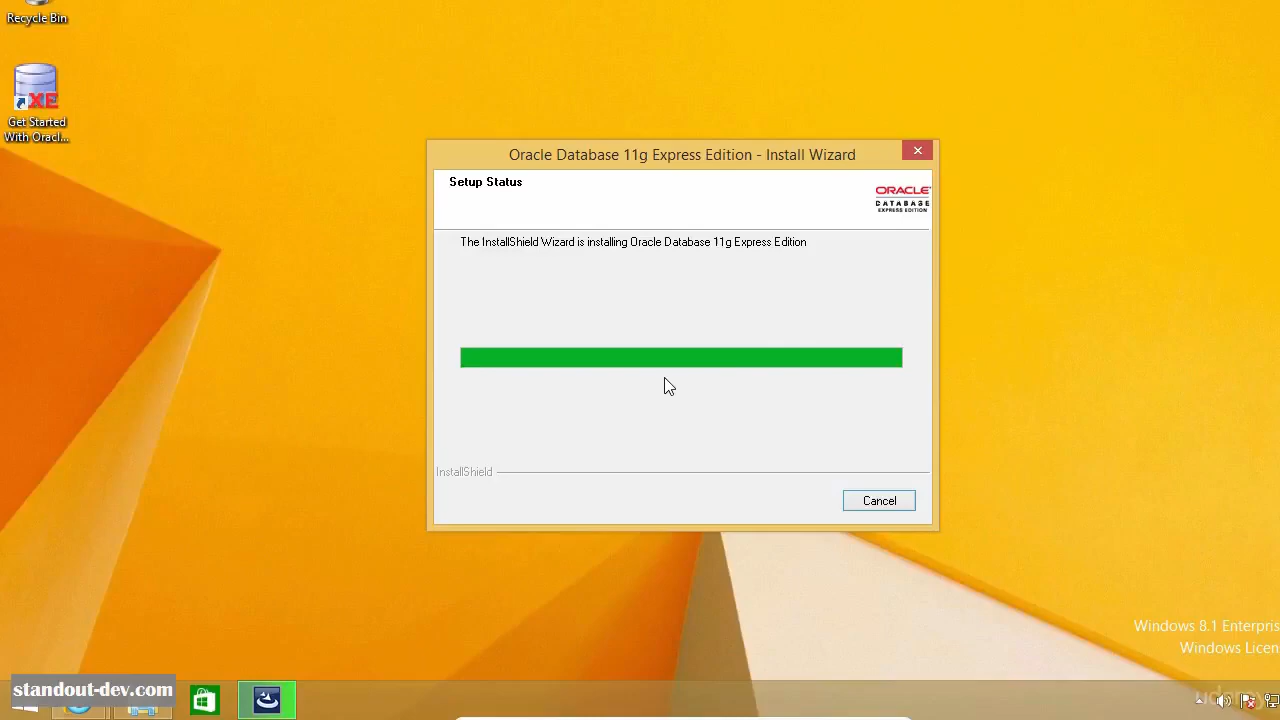 Recycle Bin
XE
Get Started
With Oracl...
Oracle Database 11g Express Edition - Install Wizard
Setup Status
ORACLE
DATABASE
EXPRESS EDITION
The InstallShield Wizard is installing Oracle Database 11g Express Edition
InstallShield
Cancel
Windows 8.1 Enterpris
Windows Licen
standout-dev.com
udemy